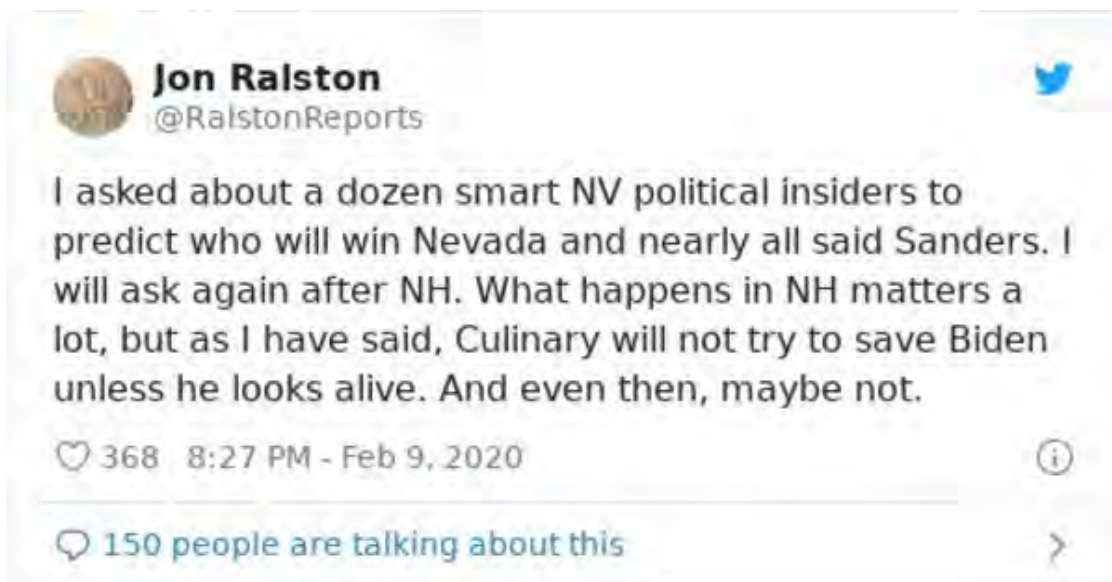 Jon Ralston
@RalstonReports
I asked about a dozen smart NV political insiders to
predict who will win Nevada and nearly all said Sanders. I
will ask again after NH. What happens in NH matters a
lot, but as I have said, Culinary will not try to save Biden
unless he looks alive. And even then, maybe not.
368 8:27 PM - Feb 9, 2020
150 people are talking about this